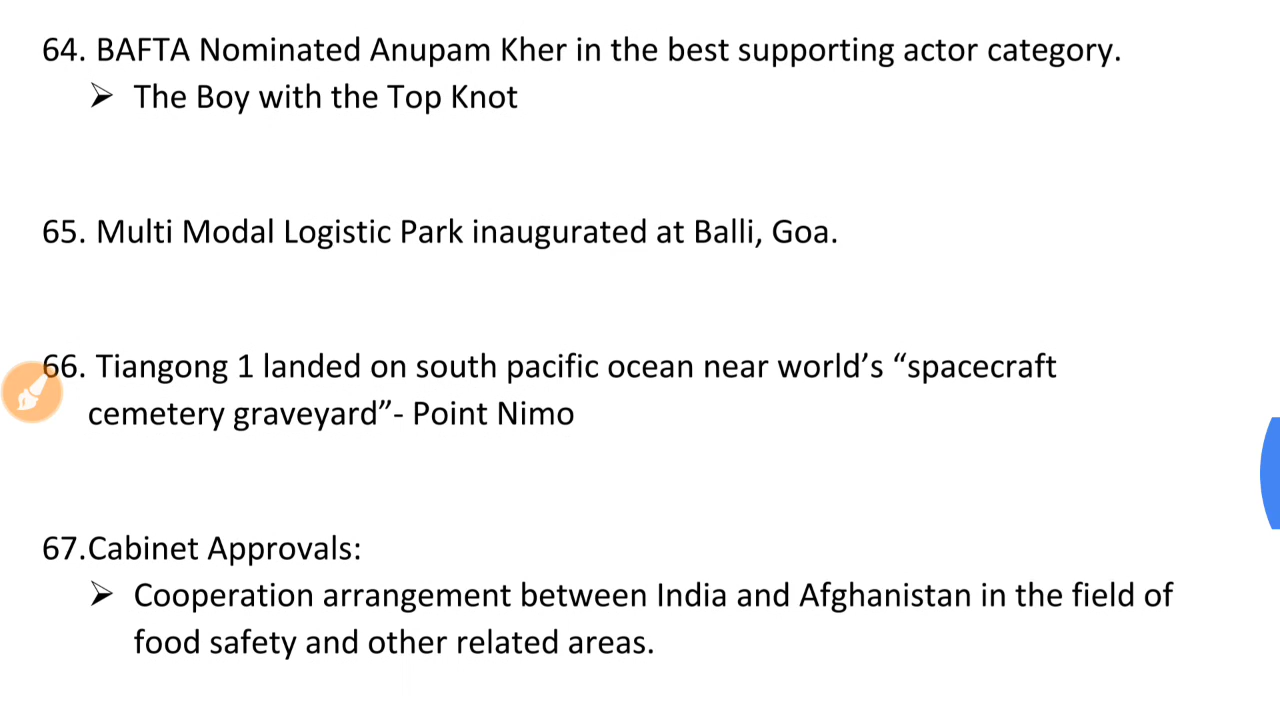 64. BAFTA Nominated Anupam Kher in the best supporting actor category.
➢ The Boy with the Top Knot
65. Multi Modal Logistic Park inaugurated at Balli, Goa.
66. Tiangong 1 landed on south pacific ocean near world’s “spacecraft
cemetery graveyard”- Point Nimo
67.Cabinet Approvals:
➢ Cooperation arrangement between India and Afghanistan in the field of
food safety and other related areas.